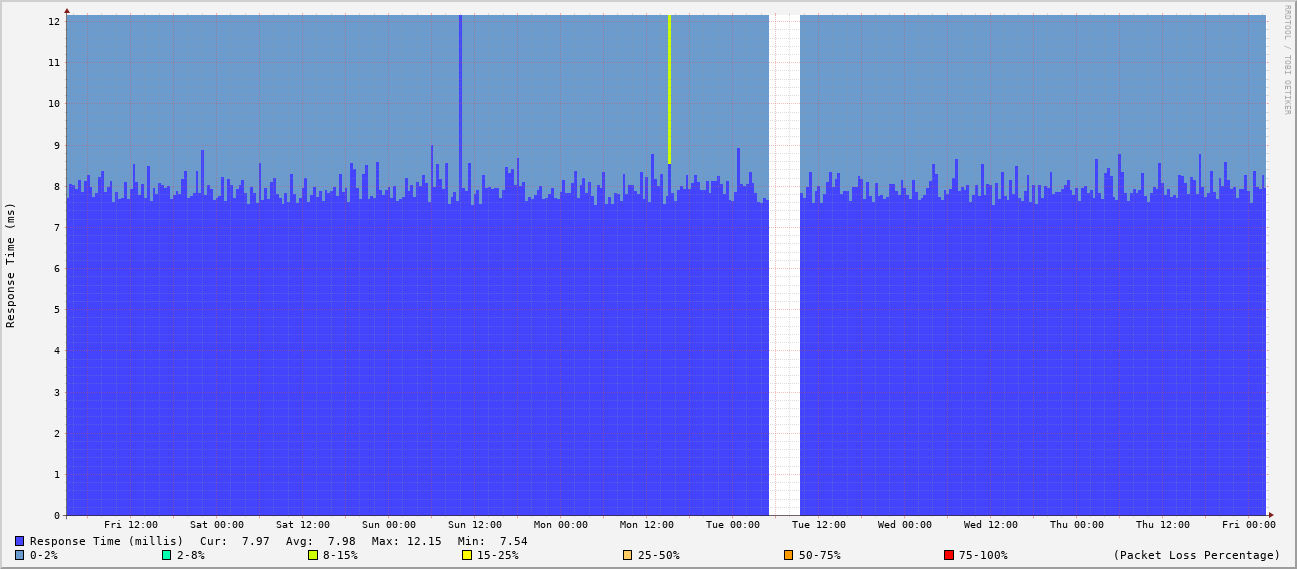 RRDTOOL / TOBI OETIKER
Response Time (ms)
12
11
10
9
8
7
6
5
4
3
2
1
0
Fri 12:00 Sat 00:00 Sat 12:00 Sun 00:00 Sun 12:00 Mon 00:00 Mon 12:00 Tue 00:00 Tue 12:00 Wed 00:00 Wed 12:00 Thu 00:00 Thu 12:00 Fri 00:00
Response Time (millis) Cur: 7.97 Avg: 7.98 Max: 12.15 Min: 7.54
0-2% 2-8% 8-15% 15-25% 25-50% 50-75% 75-100% (Packet Loss Percentage)